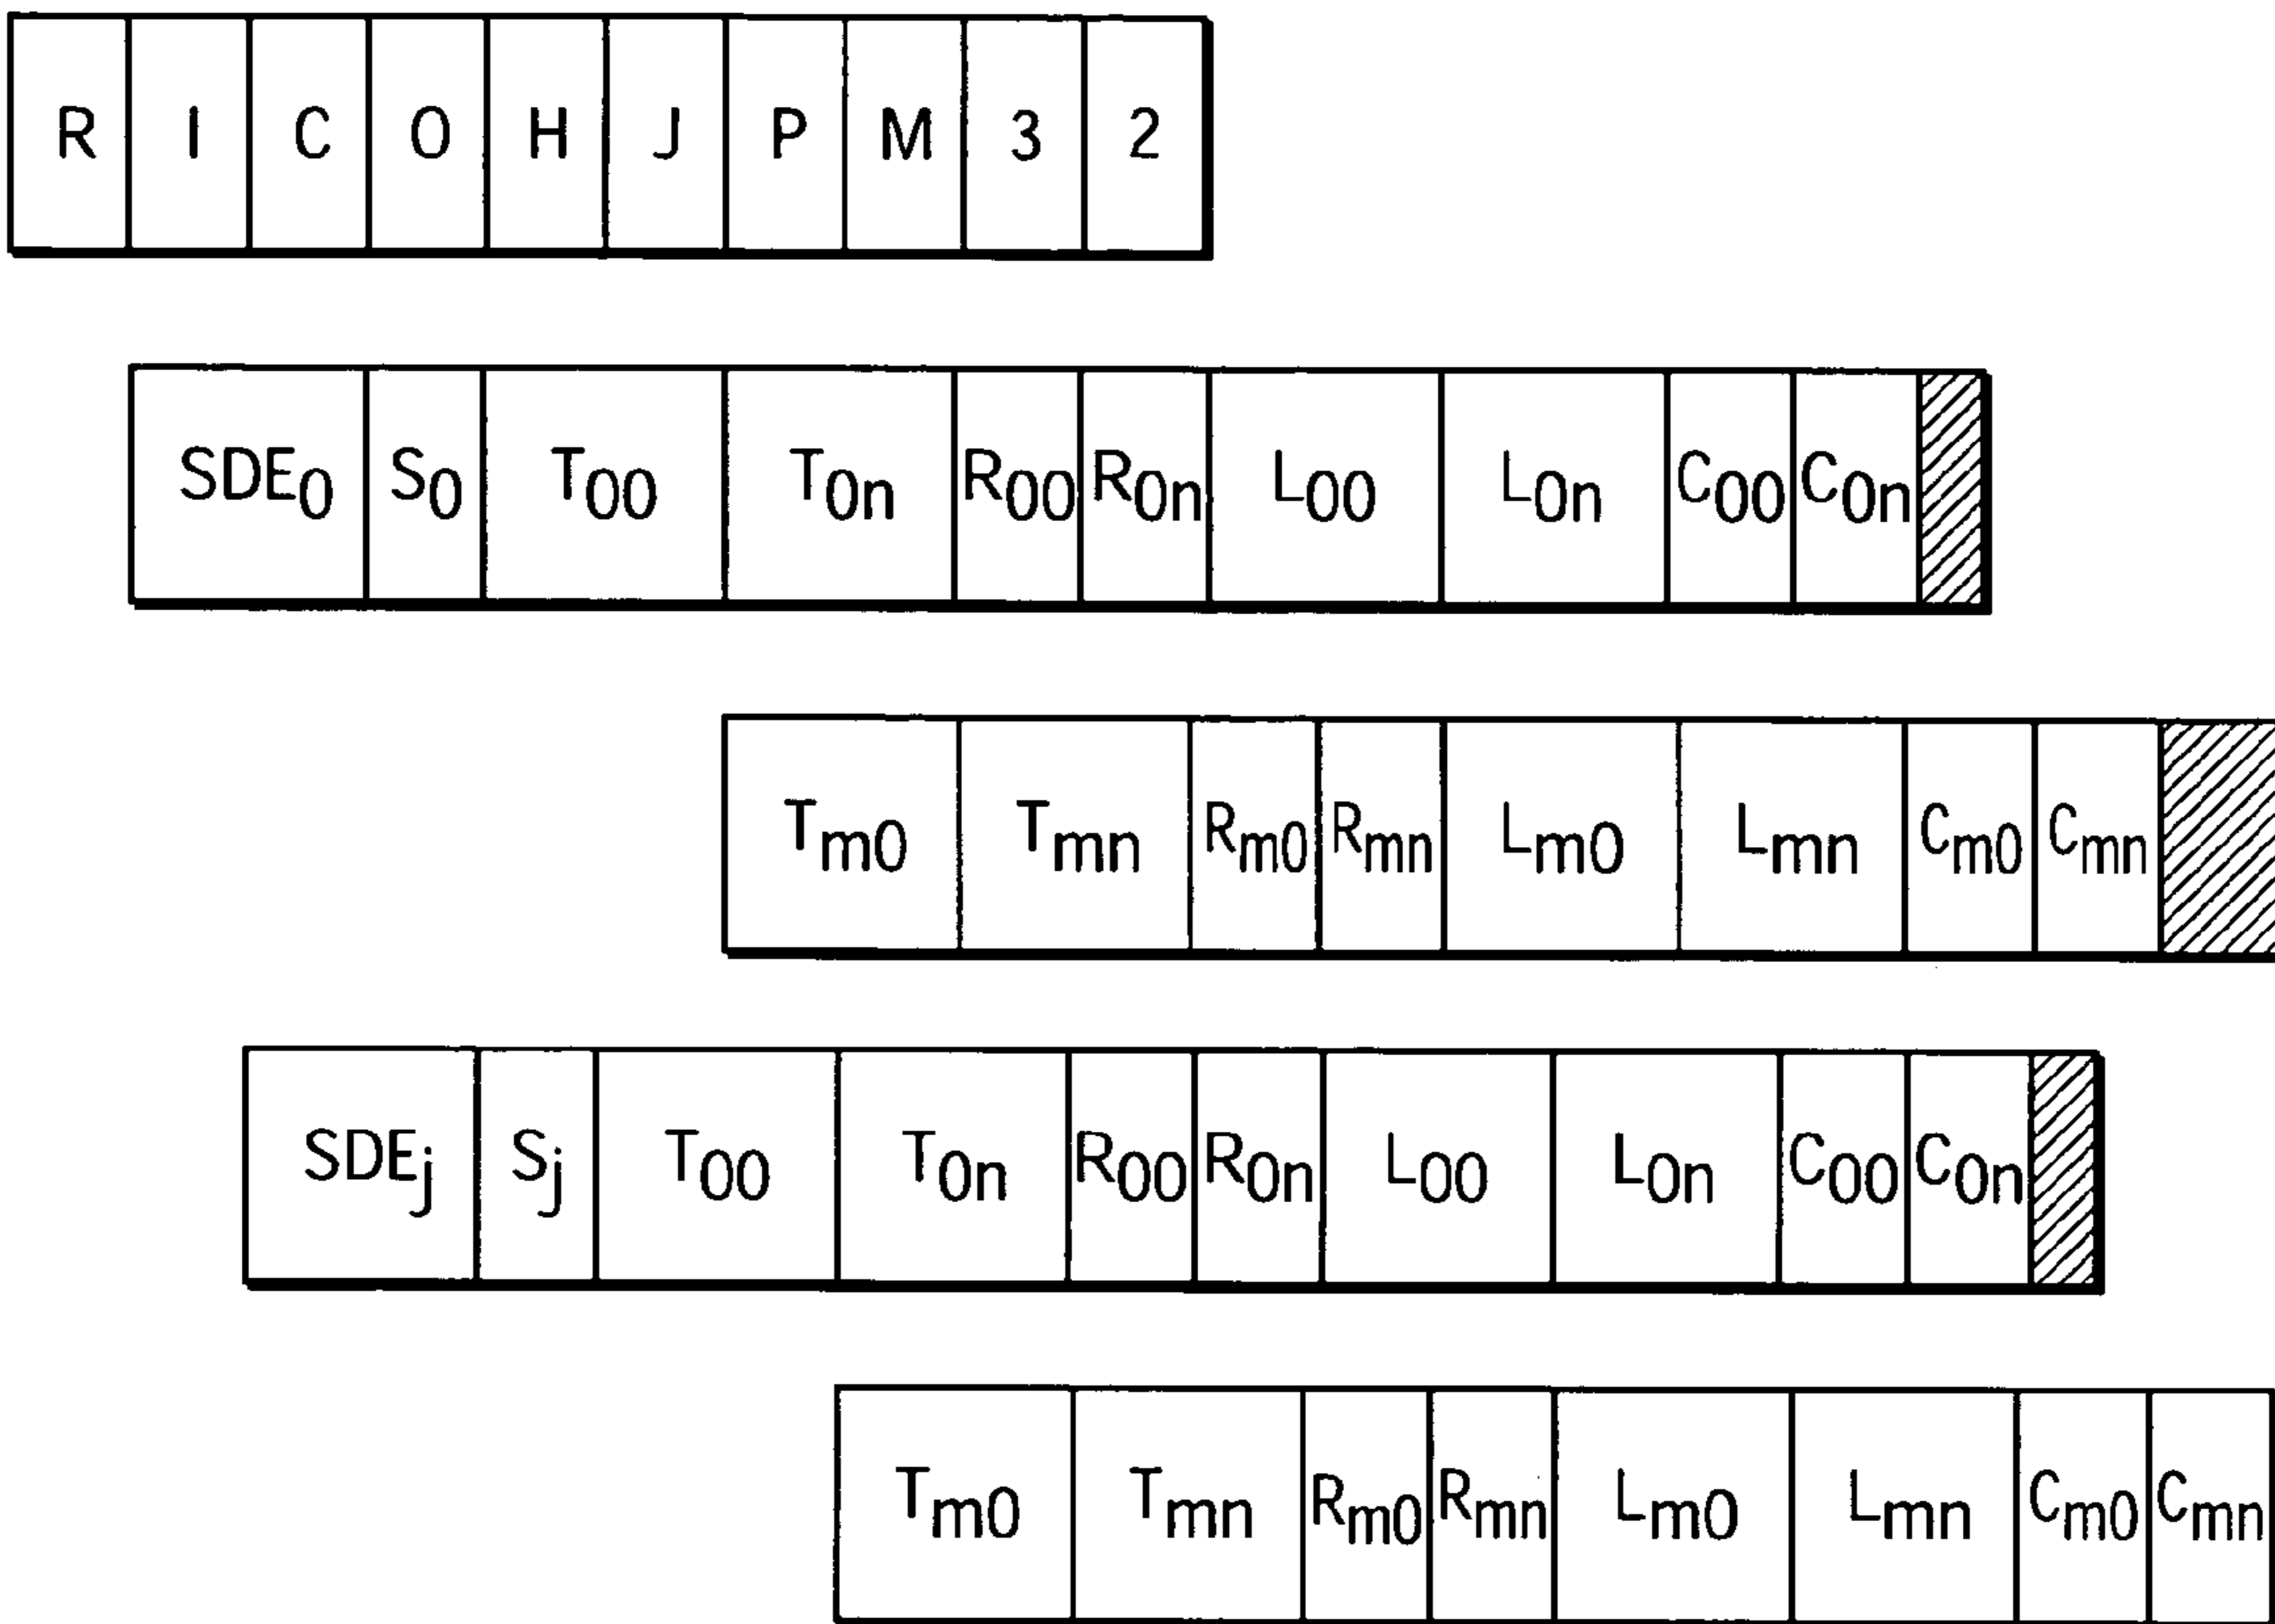 R I C O H J P M 3 2
SDE₀ S₀ T₀₀ T₀ₙ R₀₀ R₀ₙ L₀₀ L₀ₙ C₀₀ C₀ₙ
Tₘ₀ Tₘₙ Rₘ₀ Rₘₙ Lₘ₀ Lₘₙ Cₘ₀ Cₘₙ
SDEⱼ Sⱼ T₀₀ T₀ₙ R₀₀ R₀ₙ L₀₀ L₀ₙ C₀₀ C₀ₙ
Tₘ₀ Tₘₙ Rₘ₀ Rₘₙ Lₘ₀ Lₘₙ Cₘ₀ Cₘₙ